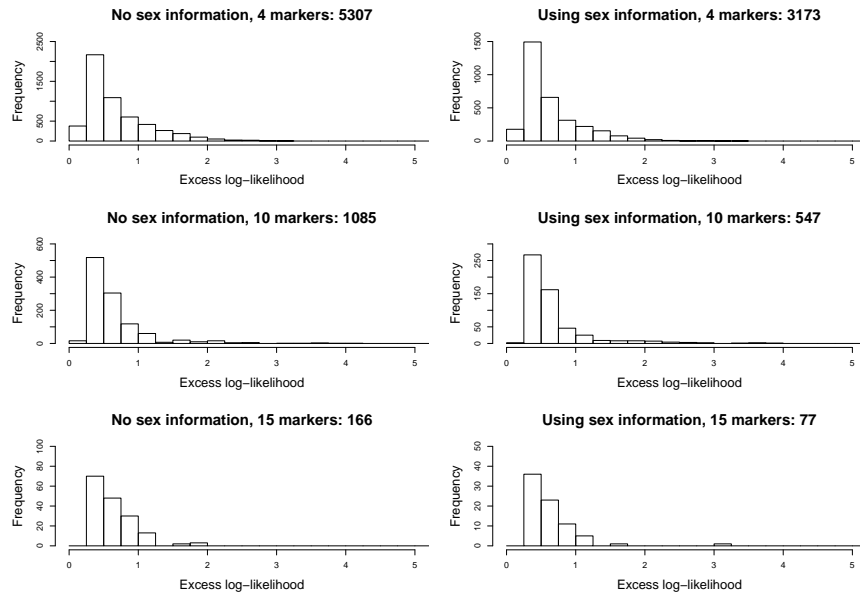 No sex information, 4 markers: 5307
Frequency
2500
1500
500
0
0 1 2 3 4 5
Excess log−likelihood
Using sex information, 4 markers: 3173
Frequency
1500
1000
500
0
0 1 2 3 4 5
Excess log−likelihood
No sex information, 10 markers: 1085
Frequency
600
400
200
0
0 1 2 3 4 5
Excess log−likelihood
Using sex information, 10 markers: 547
Frequency
250
150
50
0
0 1 2 3 4 5
Excess log−likelihood
No sex information, 15 markers: 166
Frequency
100
80
60
40
20
0
0 1 2 3 4 5
Excess log−likelihood
Using sex information, 15 markers: 77
Frequency
50
40
30
20
10
0
0 1 2 3 4 5
Excess log−likelihood